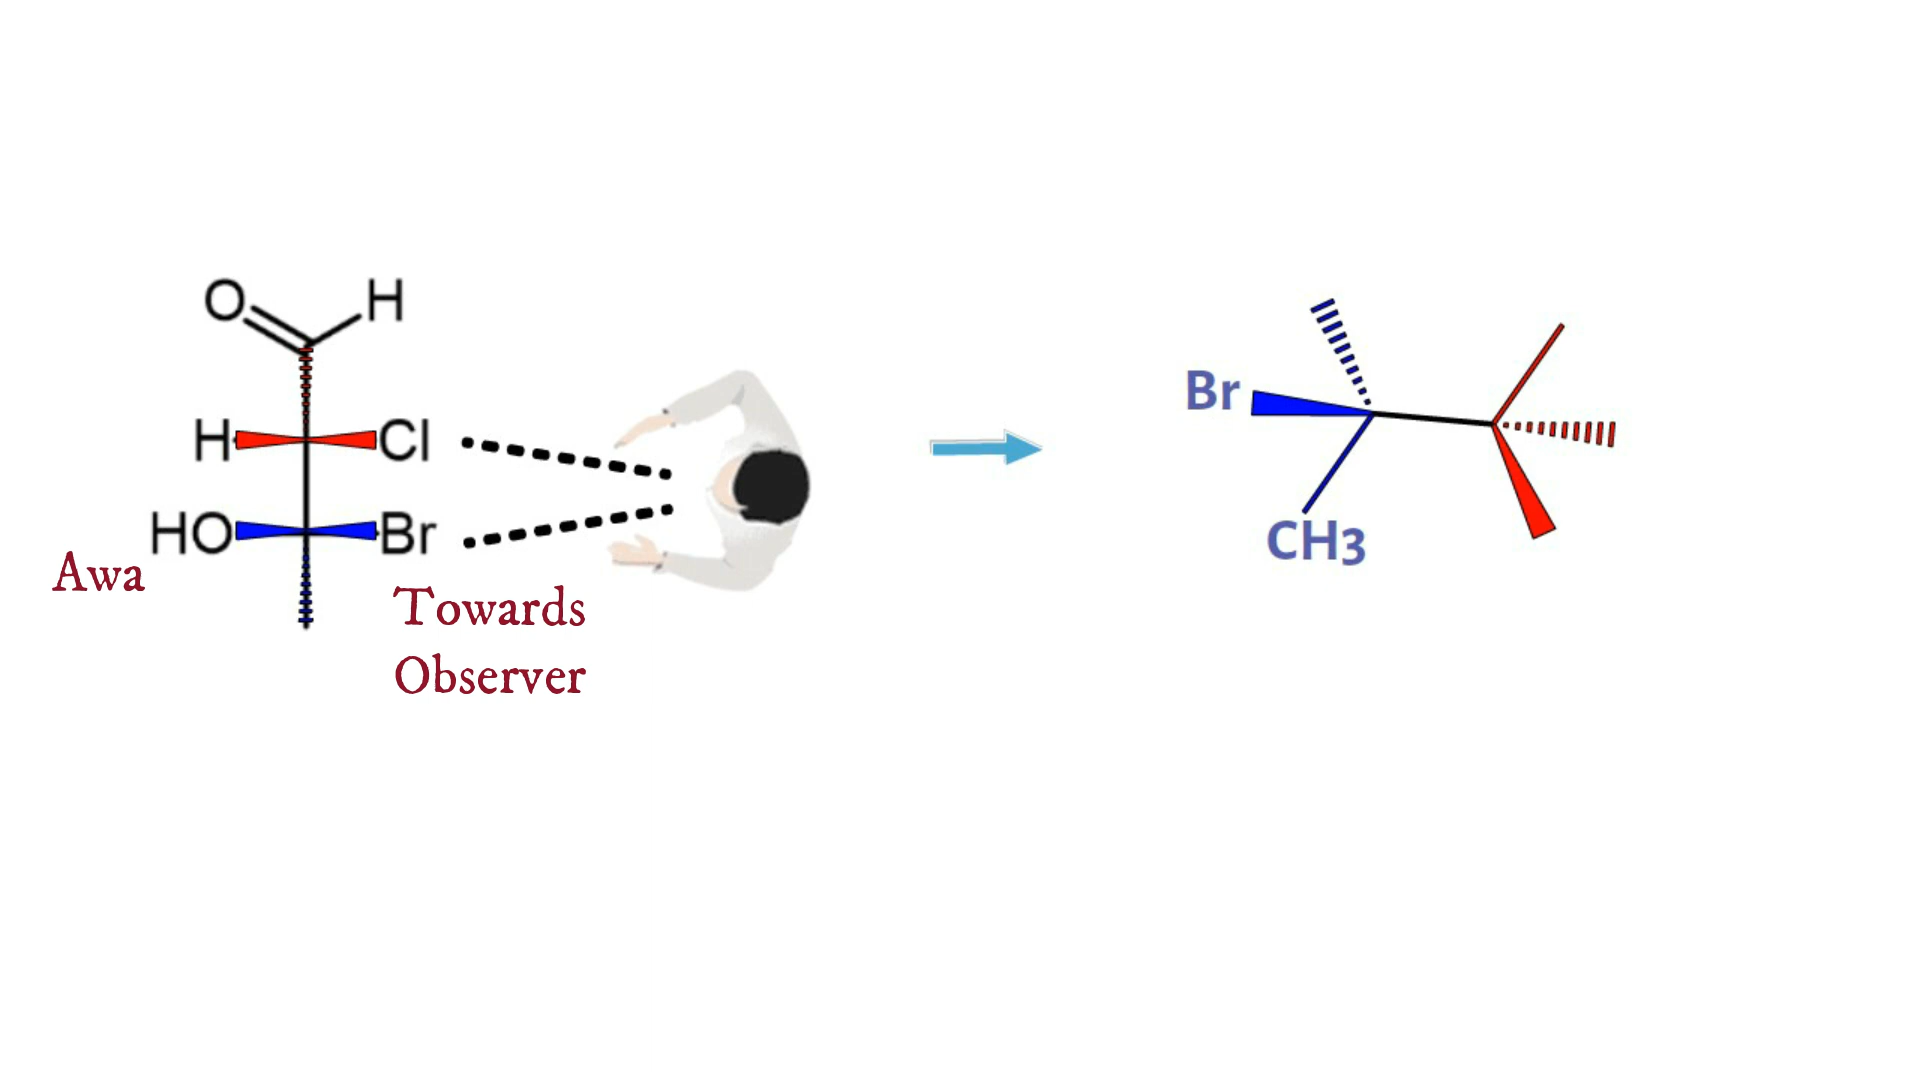 O H
H Cl
HO Br
Awa
Towards
Observer
Br
CH3